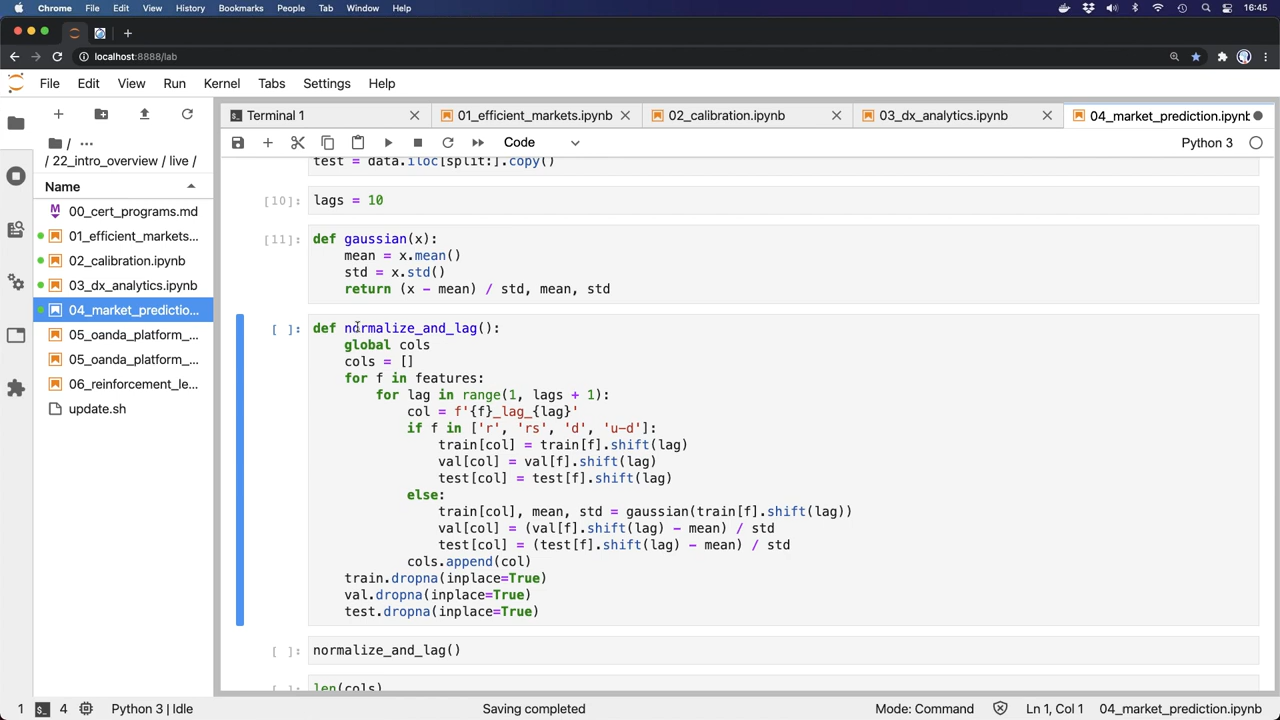 Chrome File Edit View History Bookmarks People Tab Window Help 16:45
localhost:8888/lab
File Edit View Run Kernel Tabs Settings Help
Terminal 1 01_efficient_markets.ipynb 02_calibration.ipynb 03_dx_analytics.ipynb 04_market_prediction.ipynb
Code Python 3
/ ...
/ 22_intro_overview / live /
Name
00_cert_programs.md
01_efficient_markets...
02_calibration.ipynb
03_dx_analytics.ipynb
04_market_predictio...
05_oanda_platform_...
05_oanda_platform_...
06_reinforcement_le...
update.sh
test = data.iloc[split:].copy()
[10]: lags = 10
[11]: def gaussian(x):
mean = x.mean()
std = x.std()
return (x - mean) / std, mean, std
[ ]: def normalize_and_lag():
global cols
cols = []
for f in features:
for lag in range(1, lags + 1):
col = f'{f}_lag_{lag}'
if f in ['r', 'rs', 'd', 'u-d']:
train[col] = train[f].shift(lag)
val[col] = val[f].shift(lag)
test[col] = test[f].shift(lag)
else:
train[col], mean, std = gaussian(train[f].shift(lag))
val[col] = (val[f].shift(lag) - mean) / std
test[col] = (test[f].shift(lag) - mean) / std
cols.append(col)
train.dropna(inplace=True)
val.dropna(inplace=True)
test.dropna(inplace=True)
[ ]: normalize_and_lag()
[ ]: len(cols)
1 4 Python 3 | Idle Saving completed Mode: Command Ln 1, Col 1 04_market_prediction.ipynb